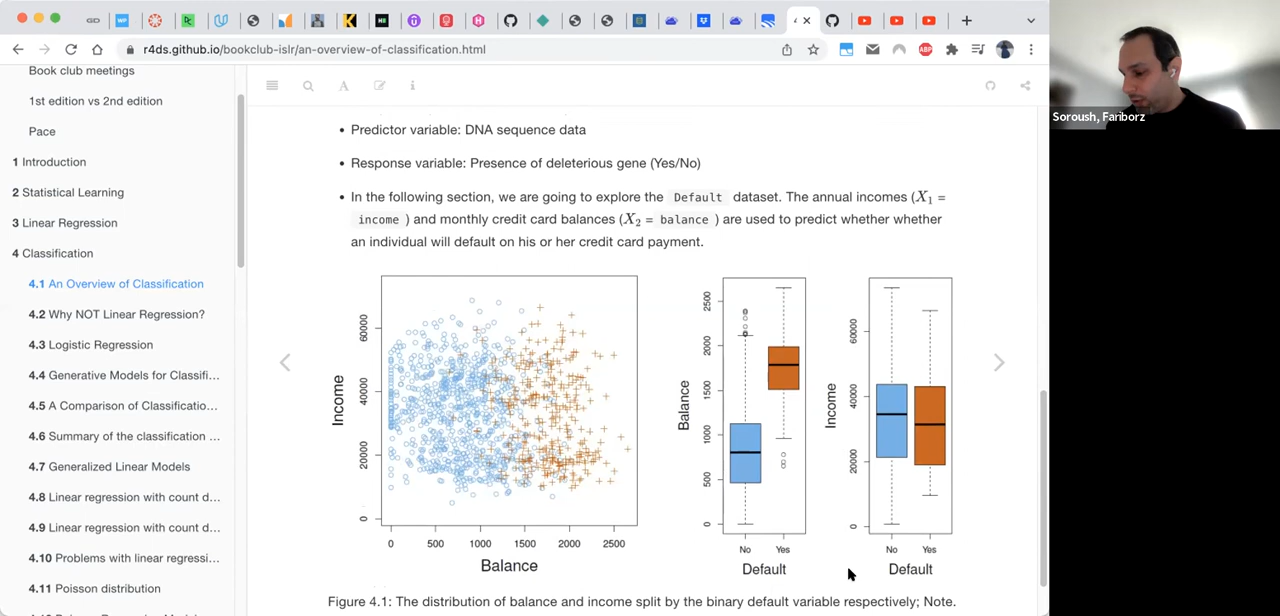 r4ds.github.io/bookclub-islr/an-overview-of-classification.html
Soroush, Fariborz
Book club meetings
1st edition vs 2nd edition
Pace
1 Introduction
2 Statistical Learning
3 Linear Regression
4 Classification
4.1 An Overview of Classification
4.2 Why NOT Linear Regression?
4.3 Logistic Regression
4.4 Generative Models for Classifi...
4.5 A Comparison of Classificatio...
4.6 Summary of the classification ...
4.7 Generalized Linear Models
4.8 Linear regression with count d...
4.9 Linear regression with count d...
4.10 Problems with linear regressi...
4.11 Poisson distribution
• Predictor variable: DNA sequence data
• Response variable: Presence of deleterious gene (Yes/No)
• In the following section, we are going to explore the Default dataset. The annual incomes (X₁ =
income ) and monthly credit card balances (X₂ = balance ) are used to predict whether whether
an individual will default on his or her credit card payment.
Income
0 20000 40000 60000
0 500 1000 1500 2000 2500
Balance
Balance
0 500 1000 1500 2000 2500
No Yes
Default
Income
0 20000 40000 60000
No Yes
Default
Figure 4.1: The distribution of balance and income split by the binary default variable respectively; Note.